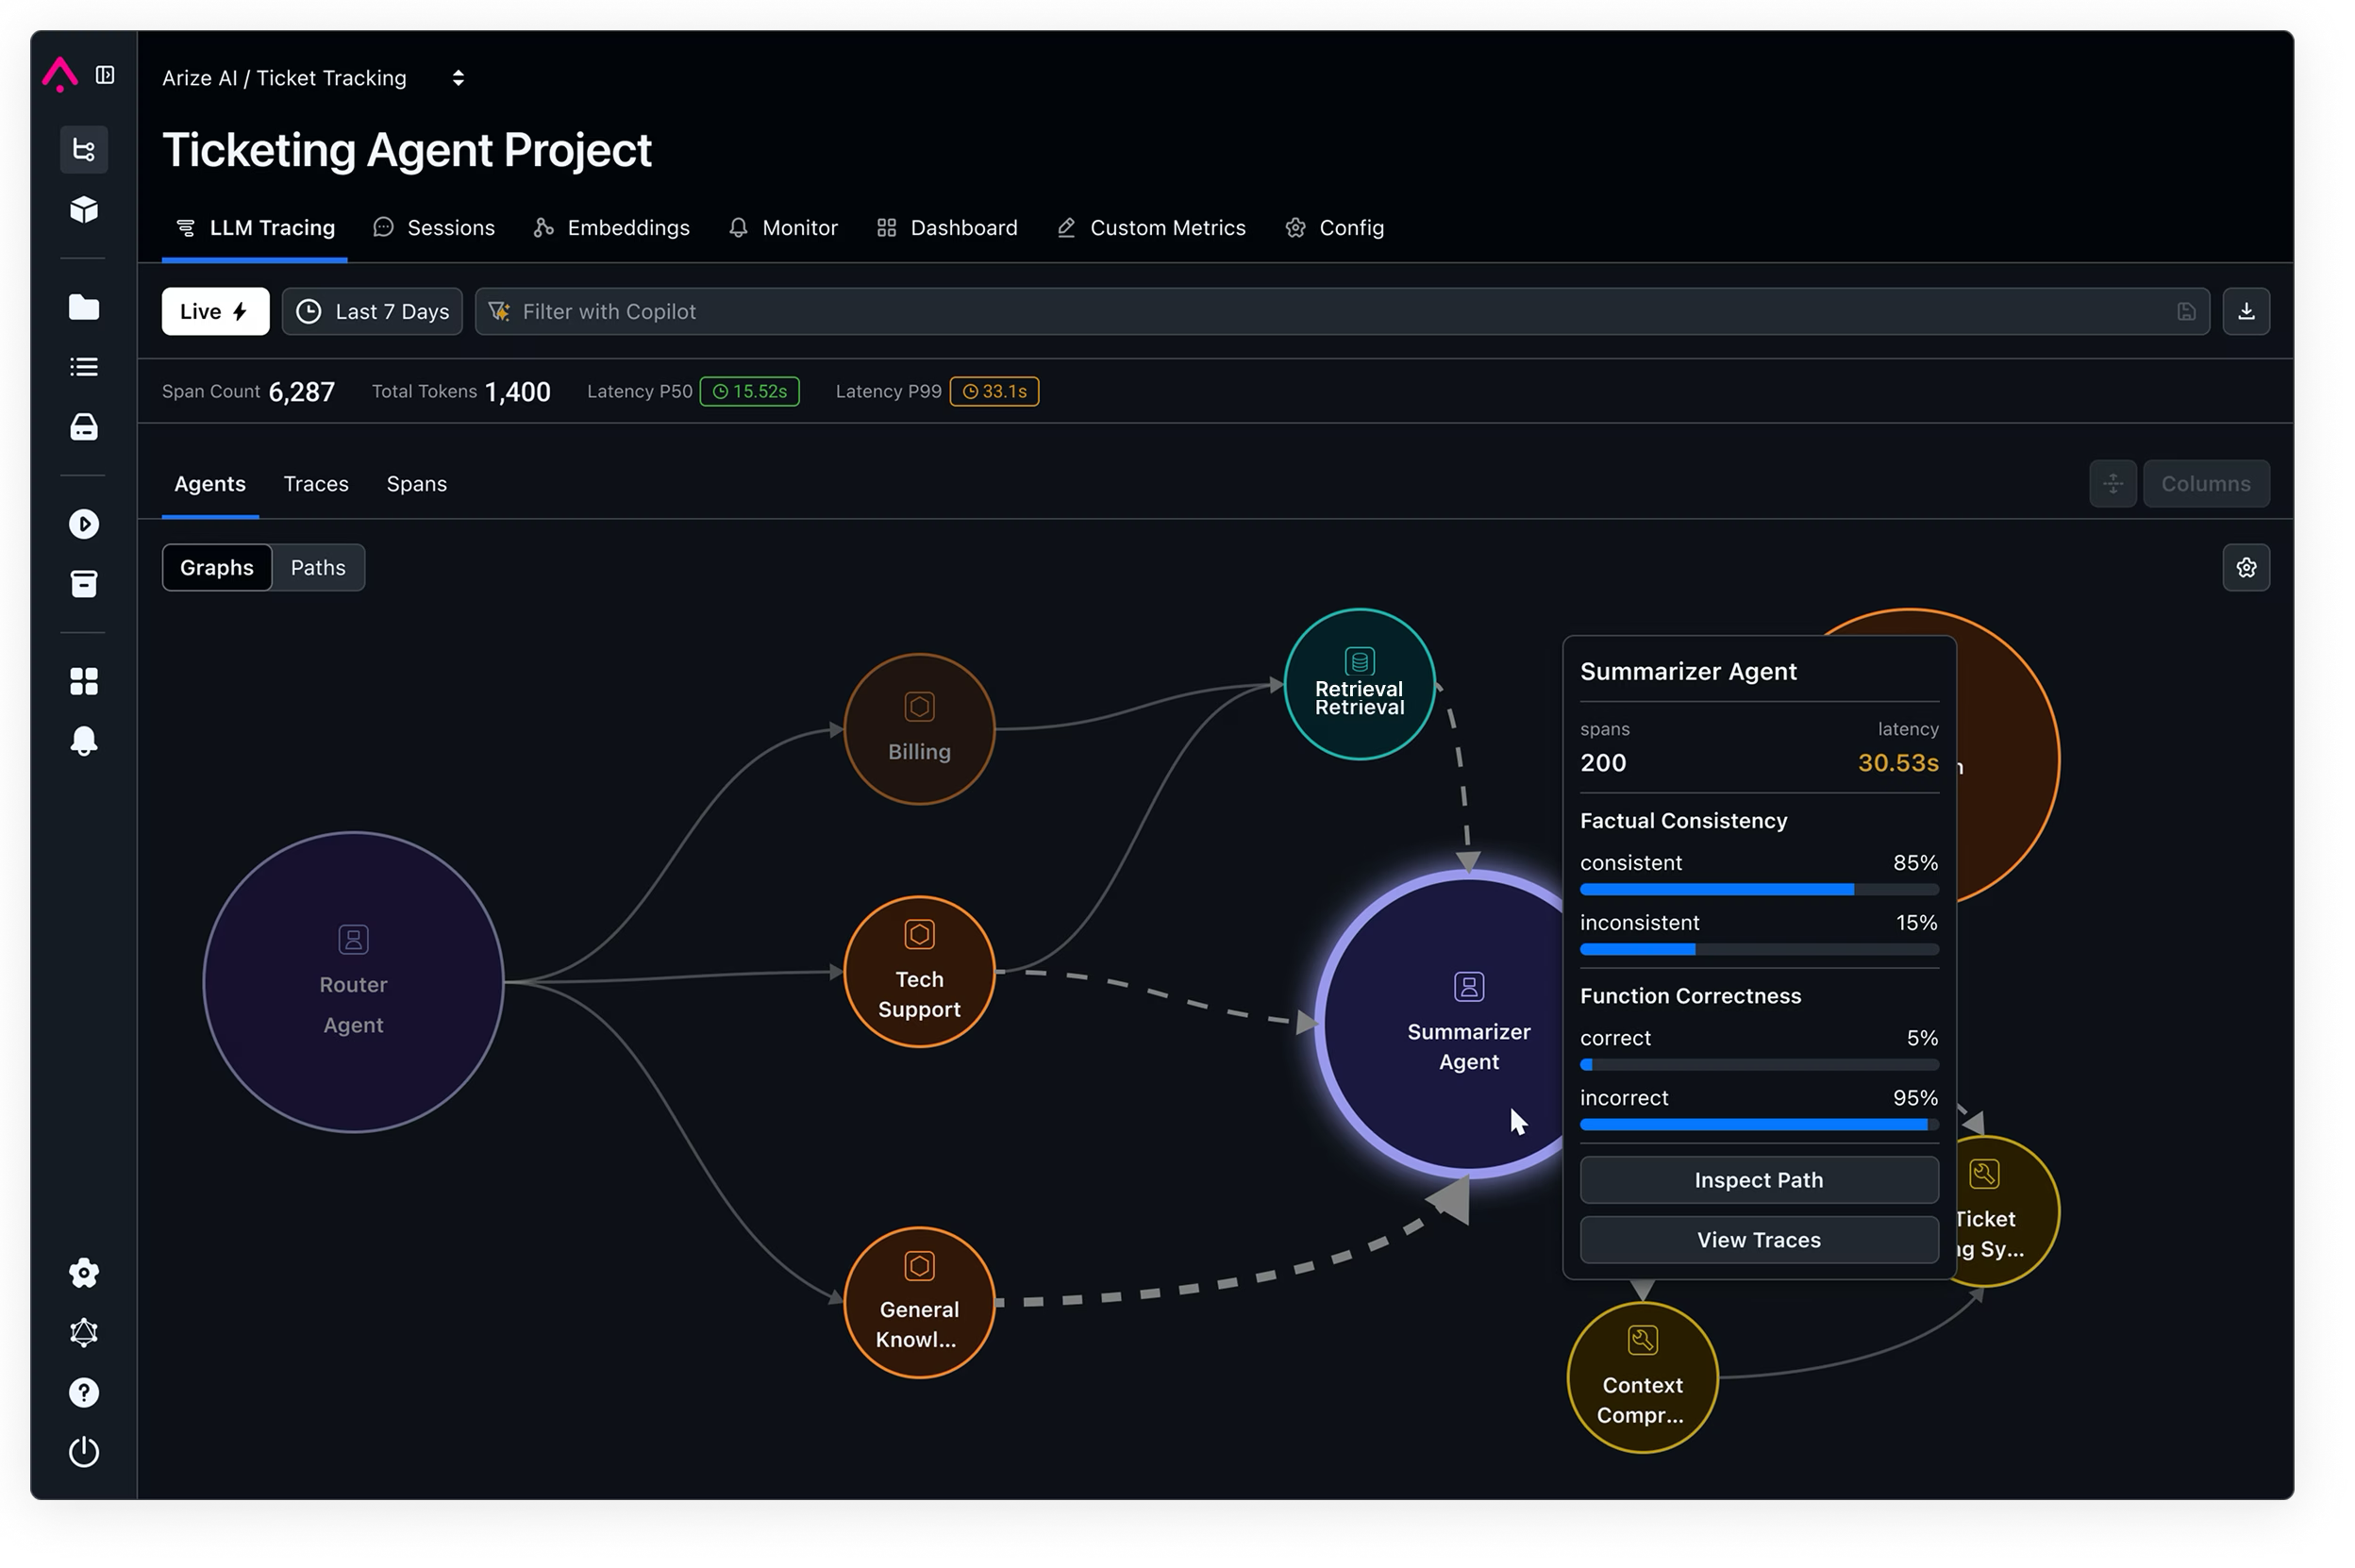 Arize AI / Ticket Tracking
Ticketing Agent Project
LLM Tracing Sessions Embeddings Monitor Dashboard Custom Metrics Config
Live Last 7 Days Filter with Copilot
Span Count 6,287 Total Tokens 1,400 Latency P50 15.52s Latency P99 33.1s
Agents Traces Spans Columns
Graphs Paths
Router
Agent
Billing
Tech
Support
General
Knowl...
Retrieval
Retrieval
Summarizer
Agent
Summarizer Agent
spans latency
200 30.53s
Factual Consistency
consistent 85%
inconsistent 15%
Function Correctness
correct 5%
incorrect 95%
Inspect Path
View Traces
Ticket
Sy...
Context
Compr...